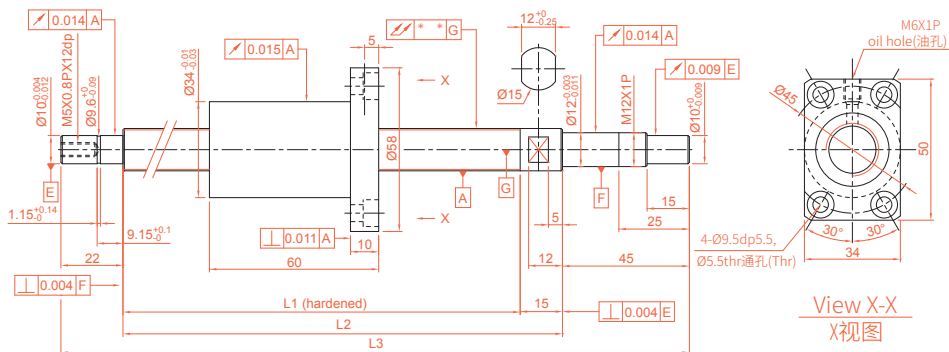 0.014 A
Ø10-0.004 -0.012
M5X0.8PX12dp
Ø9.6+0 -0.09
0.015 A
Ø34-0.01 -0.03
5
* * G
12+0 -0.25
Ø15
0.014 A
Ø12-0.003 -0.011
M12X1P
0.009 E
Ø10+0 -0.009
X
Ø58
E
A
G
F
X
1.15+0.14 -0
9.15+0.1 -0
22
0.011 A
10
60
5
12
15
25
45
0.004 F
L1 (hardened)
15
0.004 E
L2
L3
M6X1P
oil hole(油孔)
Ø45
50
4-Ø9.5dp5.5,
Ø5.5thr通孔(Thr)
30°
30°
34
View X-X
X视图